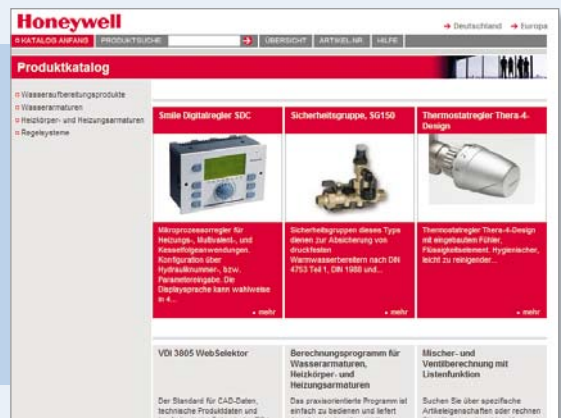 Honeywell
Deutschland Europa
KATALOG ANFANG PRODUKTSUCHE ÜBERSICHT ARTIKEL-NR. HILFE
Produktkatalog
Wasseraufbereitungsprodukte
Wasserarmaturen
Heizkörper- und Heizungsarmaturen
Regelsysteme
Smile Digitalregler SDC
Mikroprozessorregler für
Heizungs-, Multivalent-, und
Kesselfolgeanwendungen.
Konfiguration über
Hydrauliknummer-, bzw.
Parametereingabe. Die
Displaysprache kann wahlweise
in 4...
mehr
Sicherheitsgruppe, SG150
Sicherheitsgruppen dieses Typs
dienen zur Absicherung von
druckfesten
Warmwasserbereitern nach DIN
4753 Teil 1, DIN 1988 und...
mehr
Thermostatregler Thera-4-
Design
Thermostatregler Thera-4-Design
mit eingebautem Fühler,
Flüssigkeitselement. Hygienischer,
leicht zu reinigender...
mehr
VDI 3805 WebSelektor
Der Standard für CAD-Daten,
technische Produktdaten und
Berechnungsprogramm für
Wasserarmaturen,
Heizkörper- und
Heizungsarmaturen
Das praxisorientierte Programm ist
einfach zu bedienen und liefert
Mischer- und
Ventilberechnung mit
Listenfunktion
Suchen Sie über spezifische
Artikeleigenschaften oder rechnen